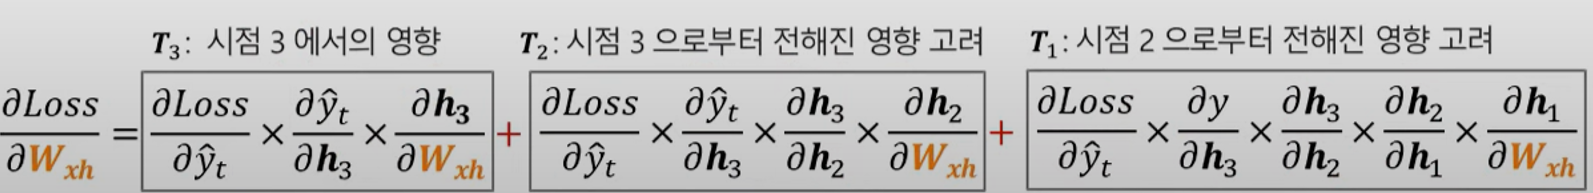 T₃: 시점 3 에서의 영향 T₂: 시점 3 으로부터 전해진 영향 고려 T₁: 시점 2 으로부터 전해진 영향 고려
∂Loss/∂W_xh = ∂Loss/∂ŷ_t × ∂ŷ_t/∂h₃ × ∂h₃/∂W_xh + ∂Loss/∂ŷ_t × ∂ŷ_t/∂h₃ × ∂h₃/∂h₂ × ∂h₂/∂W_xh + ∂Loss/∂ŷ_t × ∂y/∂h₃ × ∂h₃/∂h₂ × ∂h₂/∂h₁ × ∂h₁/∂W_xh